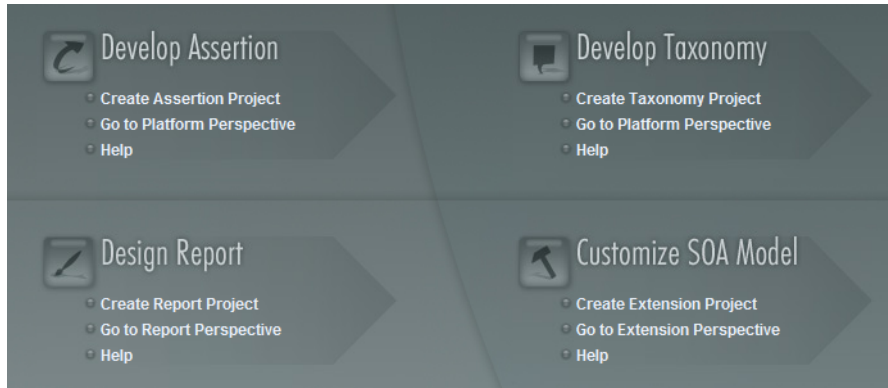 Develop Assertion
Create Assertion Project
Go to Platform Perspective
Help
Develop Taxonomy
Create Taxonomy Project
Go to Platform Perspective
Help
Design Report
Create Report Project
Go to Report Perspective
Help
Customize SOA Model
Create Extension Project
Go to Extension Perspective
Help